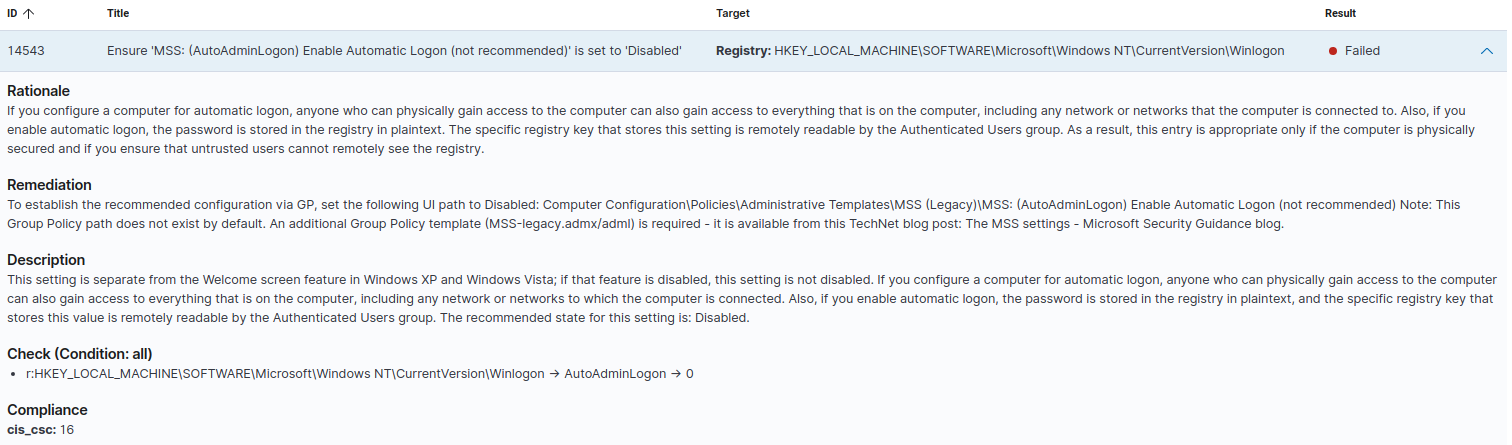 ID ↑ Title Target Result
14543 Ensure 'MSS: (AutoAdminLogon) Enable Automatic Logon (not recommended)' is set to 'Disabled' Registry: HKEY_LOCAL_MACHINE\SOFTWARE\Microsoft\Windows NT\CurrentVersion\Winlogon Failed
Rationale
If you configure a computer for automatic logon, anyone who can physically gain access to the computer can also gain access to everything that is on the computer, including any network or networks that the computer is connected to. Also, if you
enable automatic logon, the password is stored in the registry in plaintext. The specific registry key that stores this setting is remotely readable by the Authenticated Users group. As a result, this entry is appropriate only if the computer is physically
secured and if you ensure that untrusted users cannot remotely see the registry.
Remediation
To establish the recommended configuration via GP, set the following UI path to Disabled: Computer Configuration\Policies\Administrative Templates\MSS (Legacy)\MSS: (AutoAdminLogon) Enable Automatic Logon (not recommended) Note: This
Group Policy path does not exist by default. An additional Group Policy template (MSS-legacy.admx/adml) is required - it is available from this TechNet blog post: The MSS settings - Microsoft Security Guidance blog.
Description
This setting is separate from the Welcome screen feature in Windows XP and Windows Vista; if that feature is disabled, this setting is not disabled. If you configure a computer for automatic logon, anyone who can physically gain access to the computer
can also gain access to everything that is on the computer, including any network or networks to which the computer is connected. Also, if you enable automatic logon, the password is stored in the registry in plaintext, and the specific registry key that
stores this value is remotely readable by the Authenticated Users group. The recommended state for this setting is: Disabled.
Check (Condition: all)
• r:HKEY_LOCAL_MACHINE\SOFTWARE\Microsoft\Windows NT\CurrentVersion\Winlogon → AutoAdminLogon → 0
Compliance
cis_csc: 16